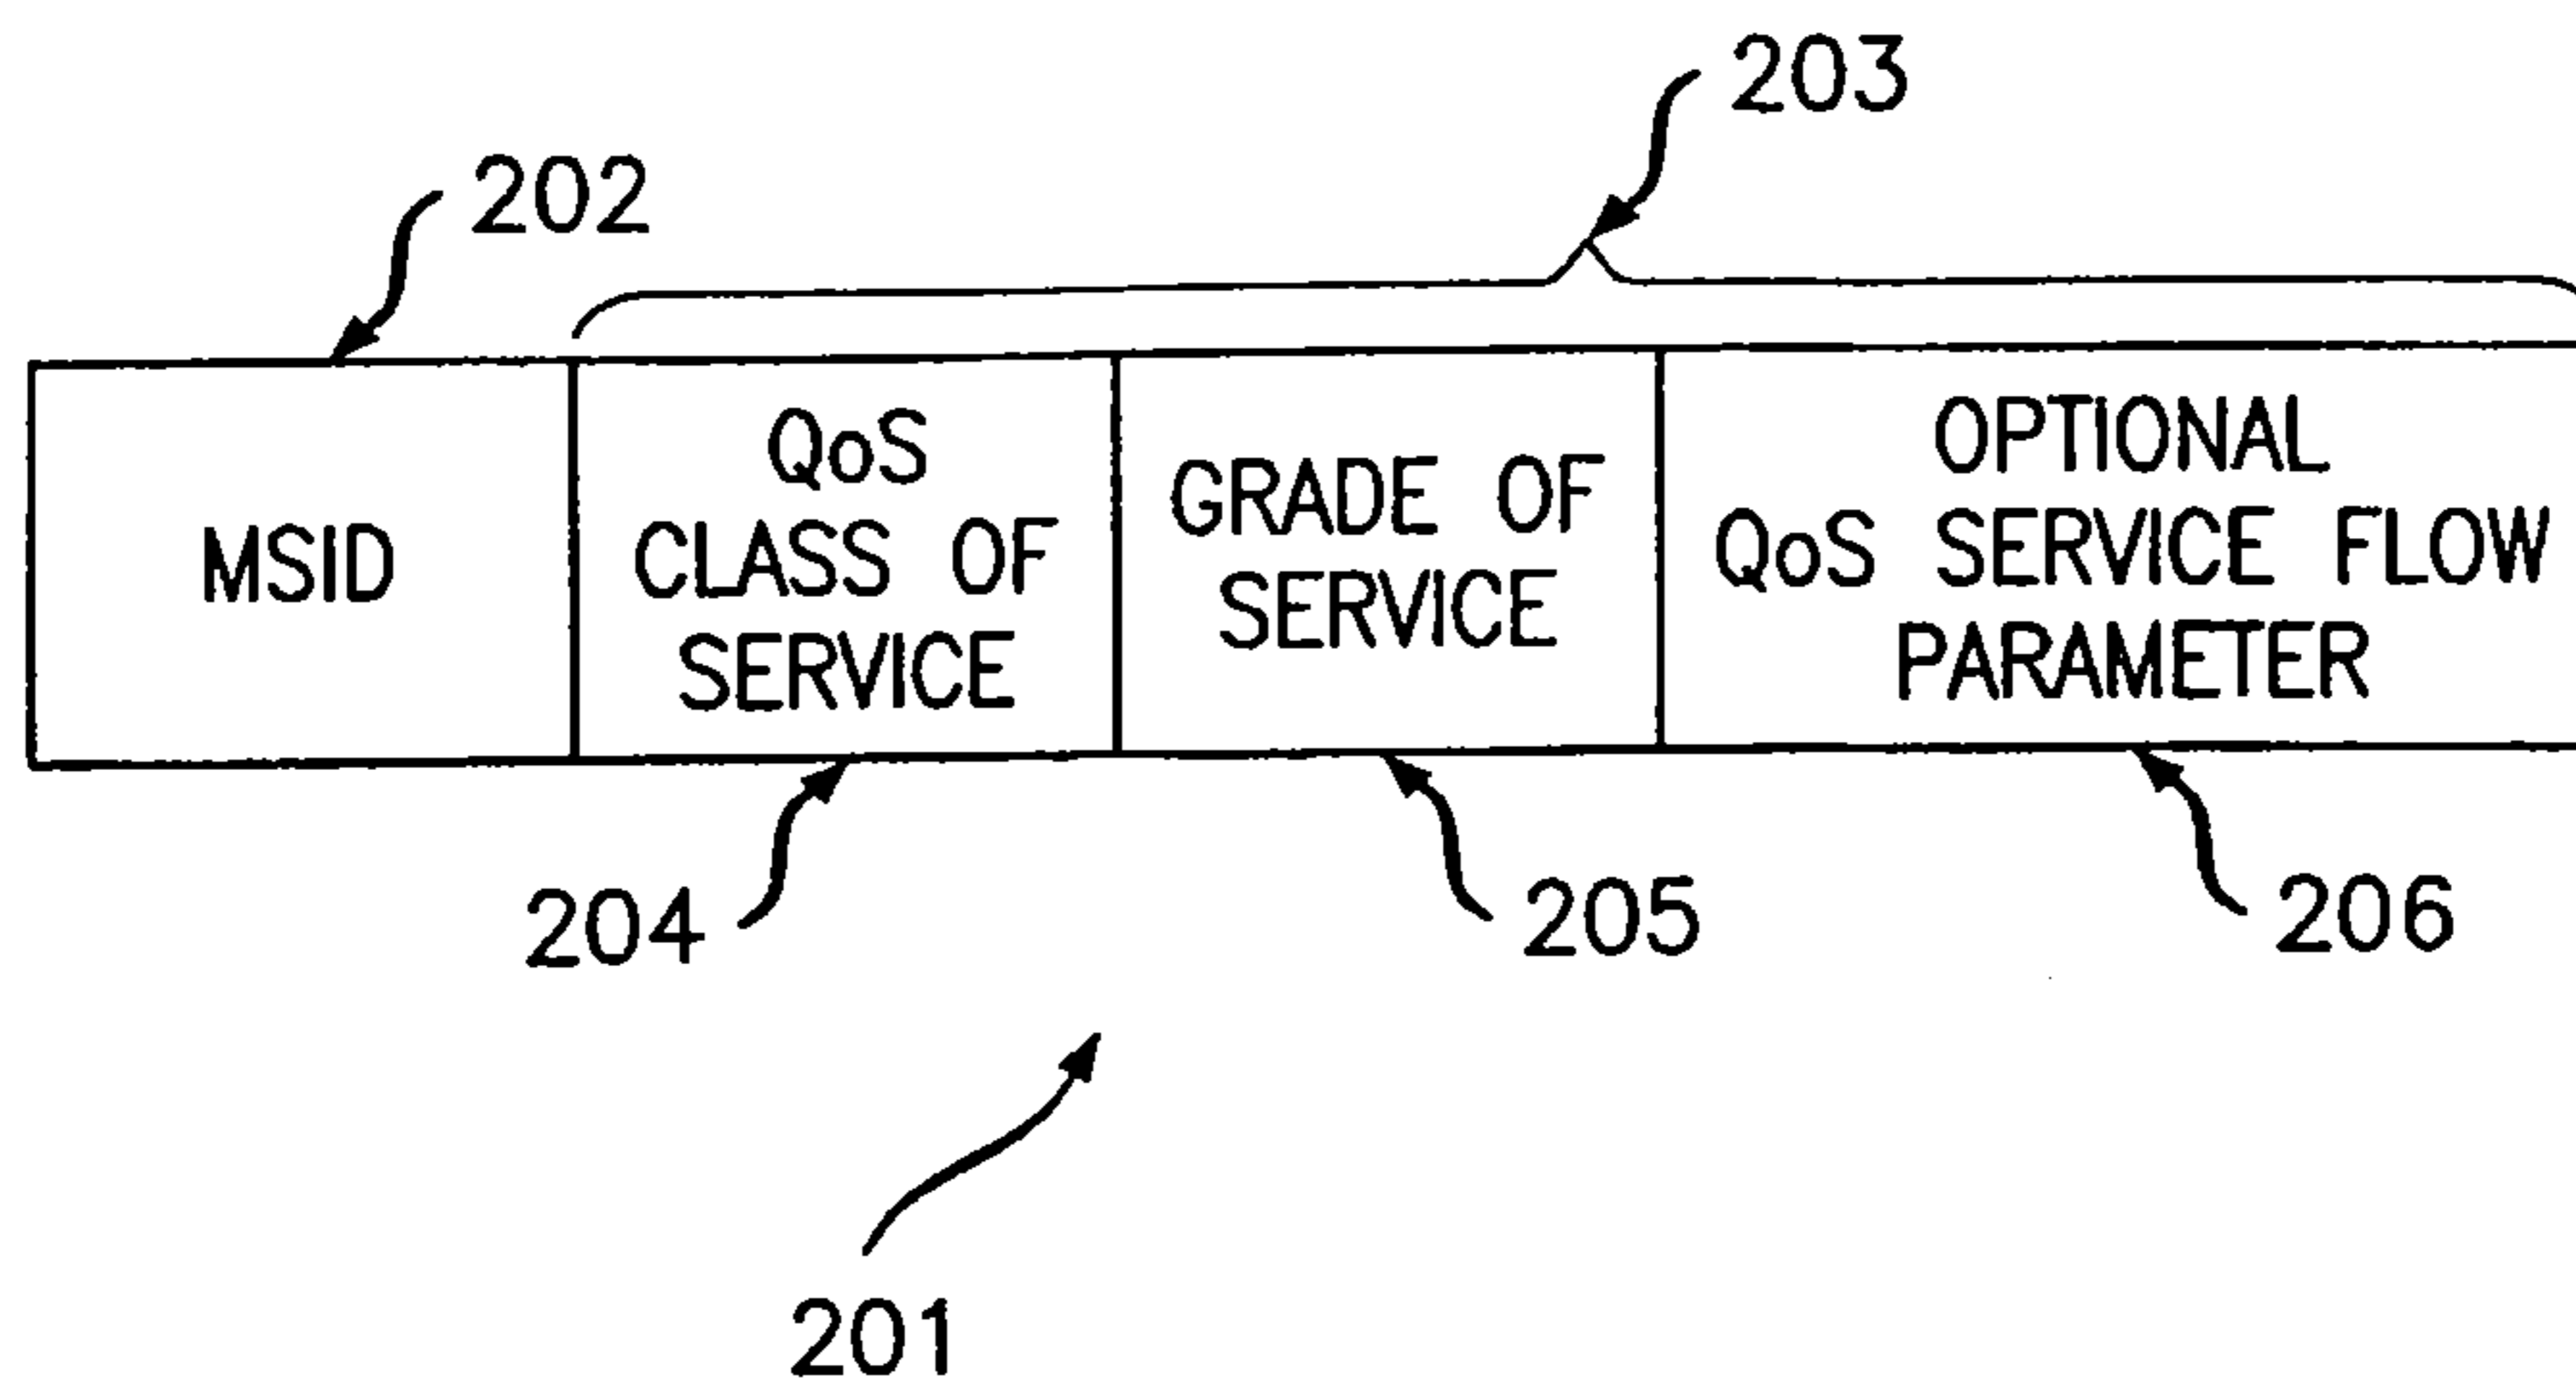 203
202
MSID
QoS
CLASS OF
SERVICE
GRADE OF
SERVICE
OPTIONAL
QoS SERVICE FLOW
PARAMETER
204
205
206
201